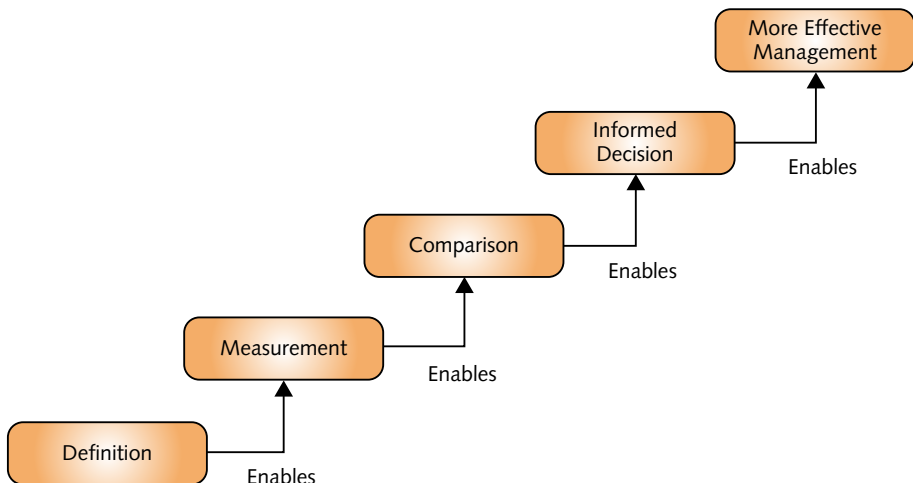 More Effective
Management
Informed
Decision
Enables
Comparison
Enables
Measurement
Enables
Definition
Enables